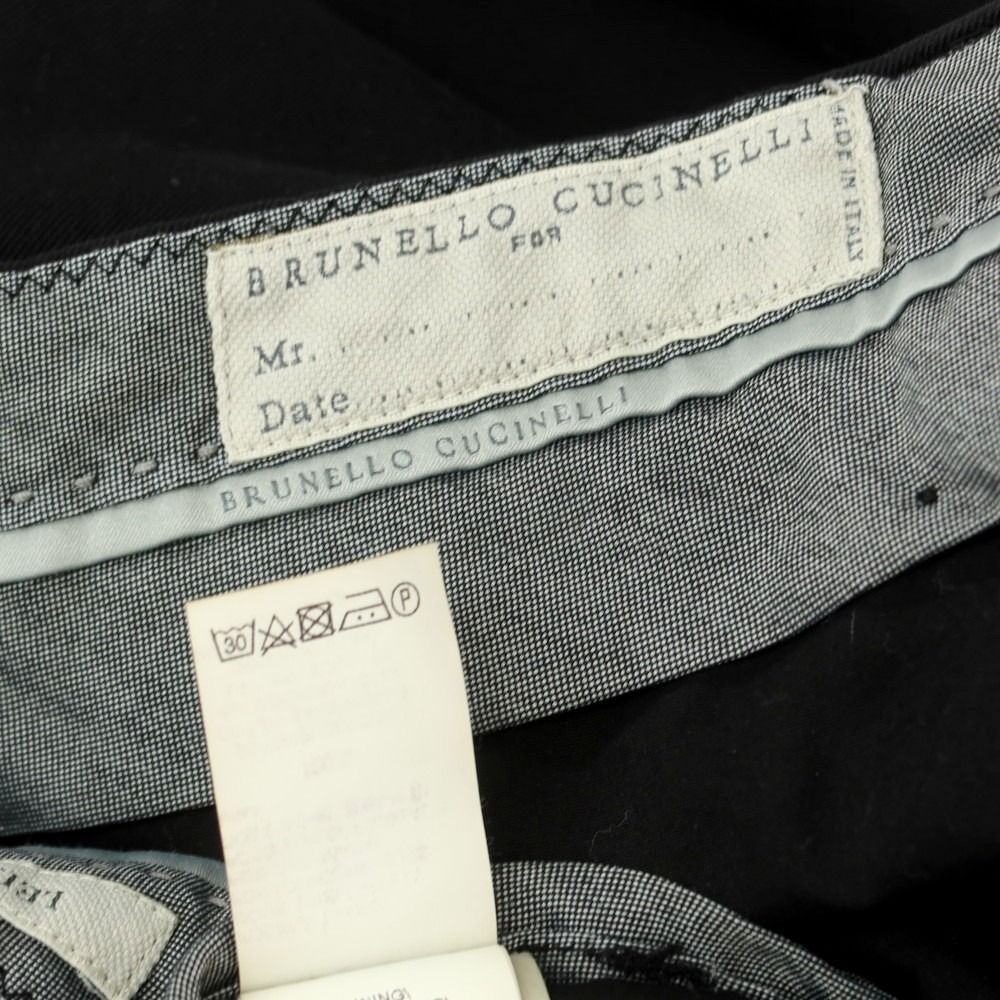 BRUNELLO CUCINELLI
FOR
Mr.
Date
MADE IN ITALY
BRUNELLO CUCINELLI
30
P